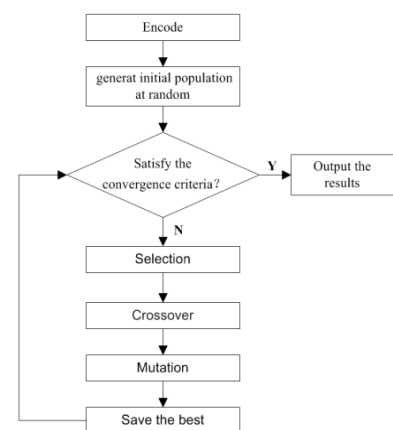 Encode
generat initial population
at random
Satisfy the
convergence criteria?
Y
Output the
results
N
Selection
Crossover
Mutation
Save the best